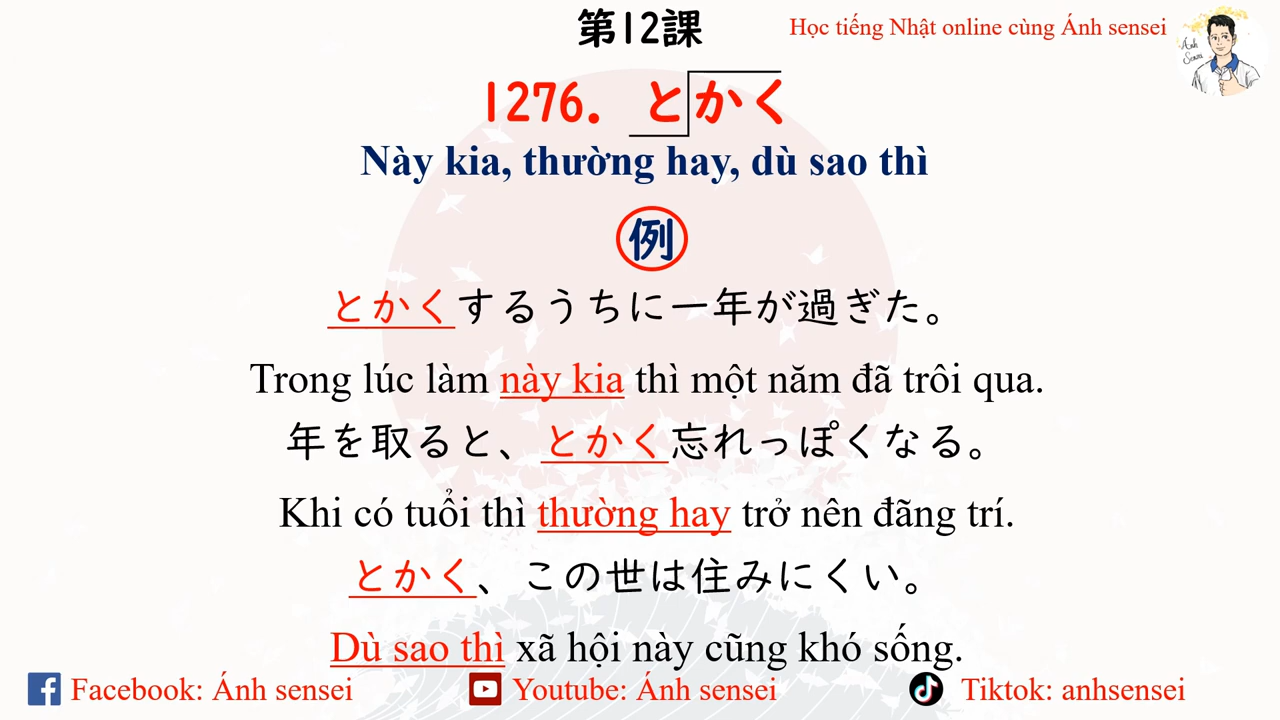 第12課
Học tiếng Nhật online cùng Ánh sensei
Ánh Sensei
1276. とかく
Này kia, thường hay, dù sao thì
例
とかくするうちに一年が過ぎた。
Trong lúc làm này kia thì một năm đã trôi qua.
年を取ると、とかく忘れっぽくなる。
Khi có tuổi thì thường hay trở nên đãng trí.
とかく、この世は住みにくい。
Dù sao thì xã hội này cũng khó sống.
Facebook: Ánh sensei
Youtube: Ánh sensei
Tiktok: anhsensei